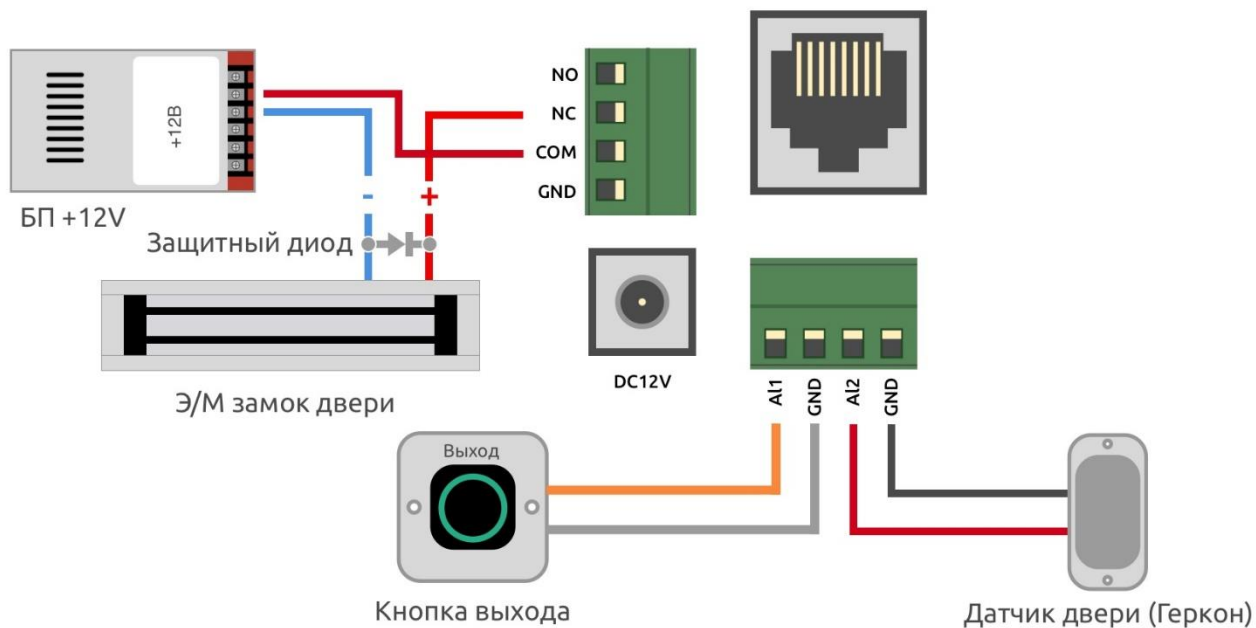 NO
NC
COM
GND
+12В
БП +12V
-
+
Защитный диод
Э/М замок двери
DC12V
AI1
GND
AI2
GND
Выход
Кнопка выхода
Датчик двери (Геркон)